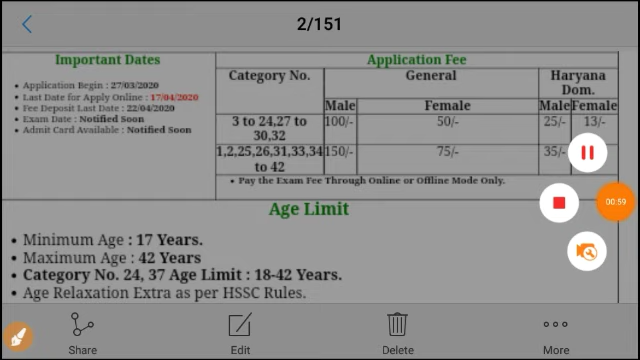 2/151
Important Dates
• Application Begin : 27/03/2020
• Last Date for Apply Online : 17/04/2020
• Fee Deposit Last Date : 22/04/2020
• Exam Date : Notified Soon
• Admit Card Available : Notified Soon
Application Fee
Category No. General Haryana Dom.
Male Female Male Female
3 to 24,27 to 30,32 100/- 50/- 25/- 13/-
1,2,25,26,31,33,34 to 42 150/- 75/- 35/-
• Pay the Exam Fee Through Online or Offline Mode Only.
Age Limit
• Minimum Age : 17 Years.
• Maximum Age : 42 Years
• Category No. 24, 37 Age Limit : 18-42 Years.
• Age Relaxation Extra as per HSSC Rules.
00:59
Share Edit Delete More